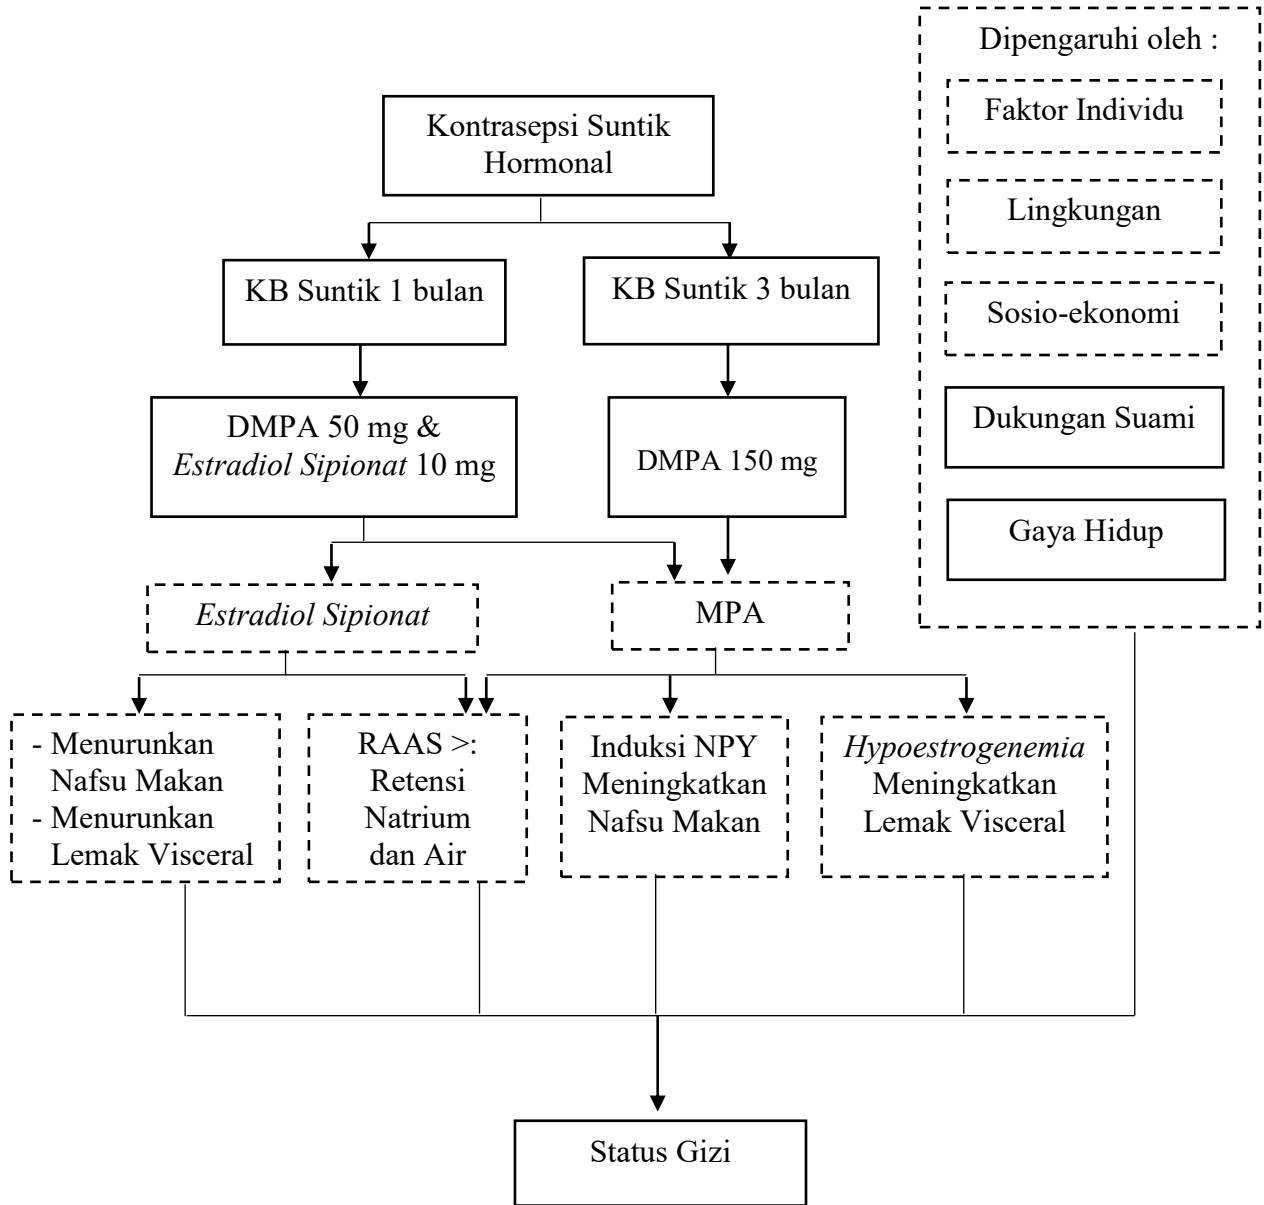 Dipengaruhi oleh :
Faktor Individu
Lingkungan
Sosio-ekonomi
Dukungan Suami
Gaya Hidup
Kontrasepsi Suntik
Hormonal
KB Suntik 1 bulan
KB Suntik 3 bulan
DMPA 50 mg &
Estradiol Sipionat 10 mg
DMPA 150 mg
Estradiol Sipionat
MPA
- Menurunkan
Nafsu Makan
- Menurunkan
Lemak Visceral
RAAS >:
Retensi
Natrium
dan Air
Induksi NPY
Meningkatkan
Nafsu Makan
Hypoestrogenemia
Meningkatkan
Lemak Visceral
Status Gizi